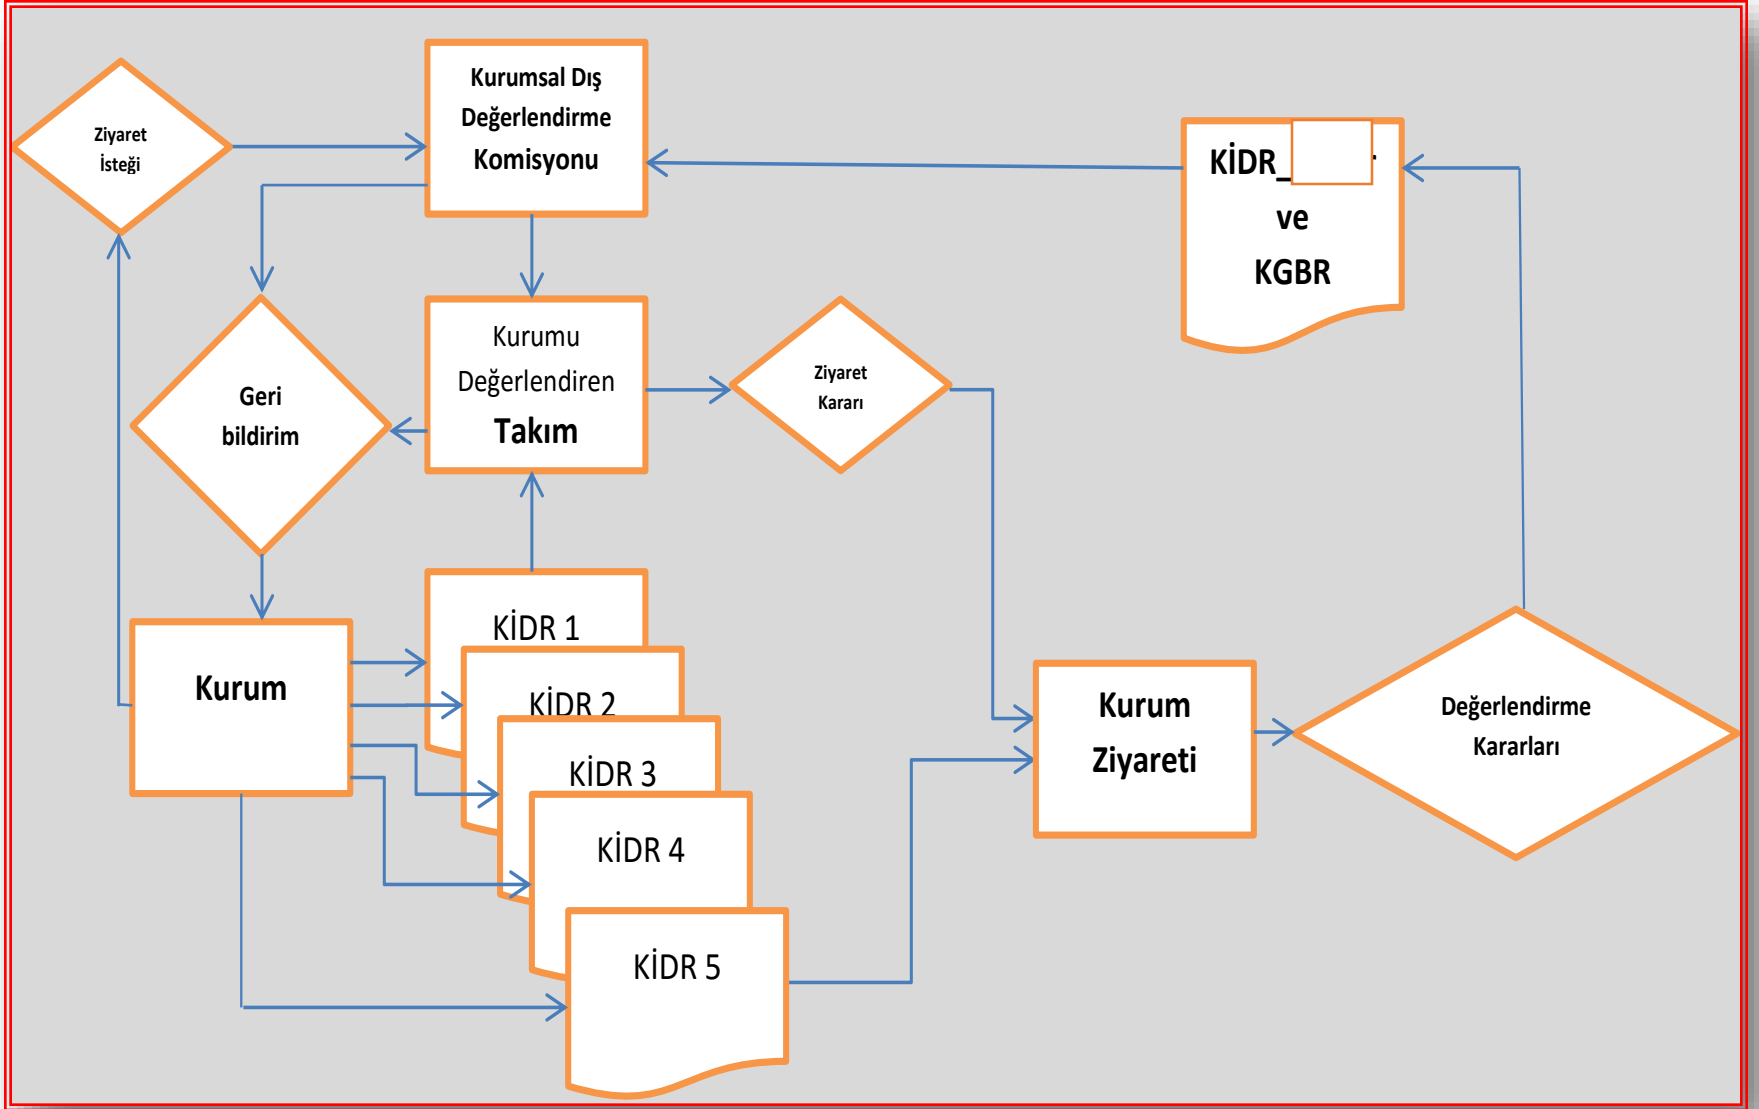 Ziyaret
İsteği
Kurumsal Dış
Değerlendirme
Komisyonu
KİDR_
ve
KGBR
Geri
bildirim
Kurumu
Değerlendiren
Takım
Ziyaret
Kararı
Kurum
KİDR 1
KİDR 2
KİDR 3
KİDR 4
KİDR 5
Kurum
Ziyareti
Değerlendirme
Kararları